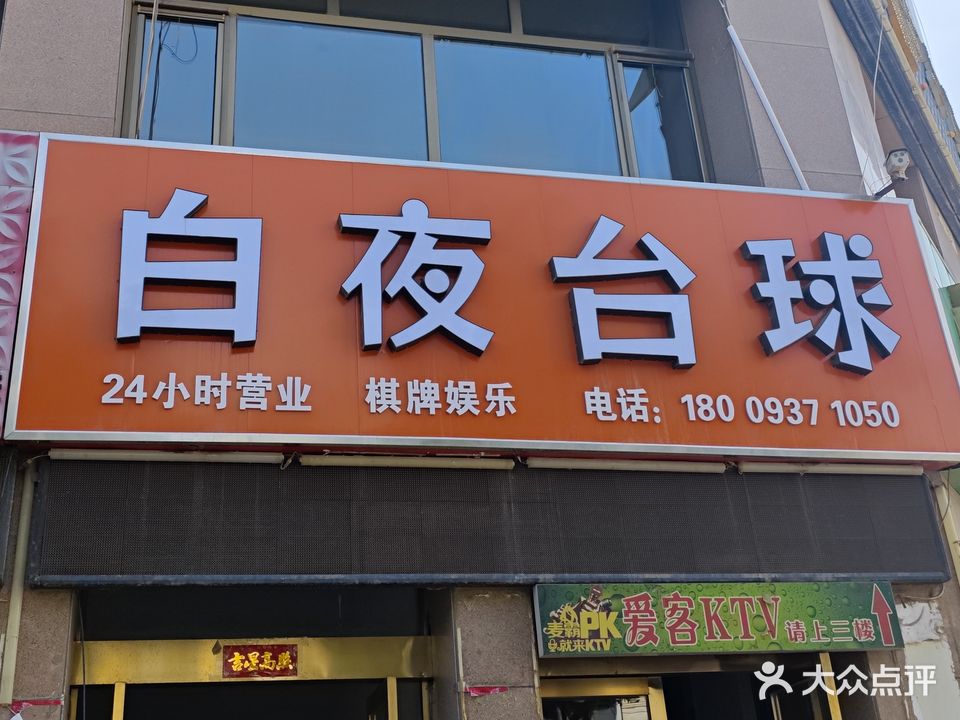 白夜台球
24小时营业 棋牌娱乐 电话：180 0937 1050
麦霸PK
就来KTV
爱客KTV 请上三楼
吉星高照
大众点评